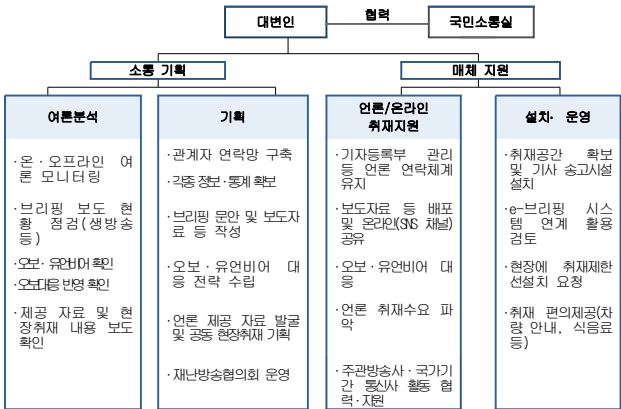 대변인
협력
국민소통실
소통 기획
매체 지원
여론분석
·온·오프라인 여
론 모니터링
·브리핑 보도 현
황 점검(생방송
등)
·오보·유언비어 확인
·오보대응 반영 확인
·제공 자료 및 현
장취재 내용 보도
확인
기획
·관계자 연락망 구축
·각종 정보·통계 확보
·브리핑 문안 및 보도자
료 등 작성
·오보·유언비어 대
응 전략 수립
·언론 제공 자료 발굴
및 공동 현장취재 기획
·재난방송협의회 운영
언론/온라인
취재지원
·기자등록부 관리
등 언론 연락체계
유지
·보도자료 등 배포
및 온라인(SNS 채널)
공유
·오보·유언비어 대
응
·언론 취재수요 파
악
·주관방송사·국가기
간 통신사 활동 협
력·지원
설치· 운영
·취재공간 확보
및 기사 송고시설
설치
·e-브리핑 시스
템 연계 활용
검토
·현장에 취재제한
선설치 요청
·취재 편의제공(차
량 안내, 식음료
등)